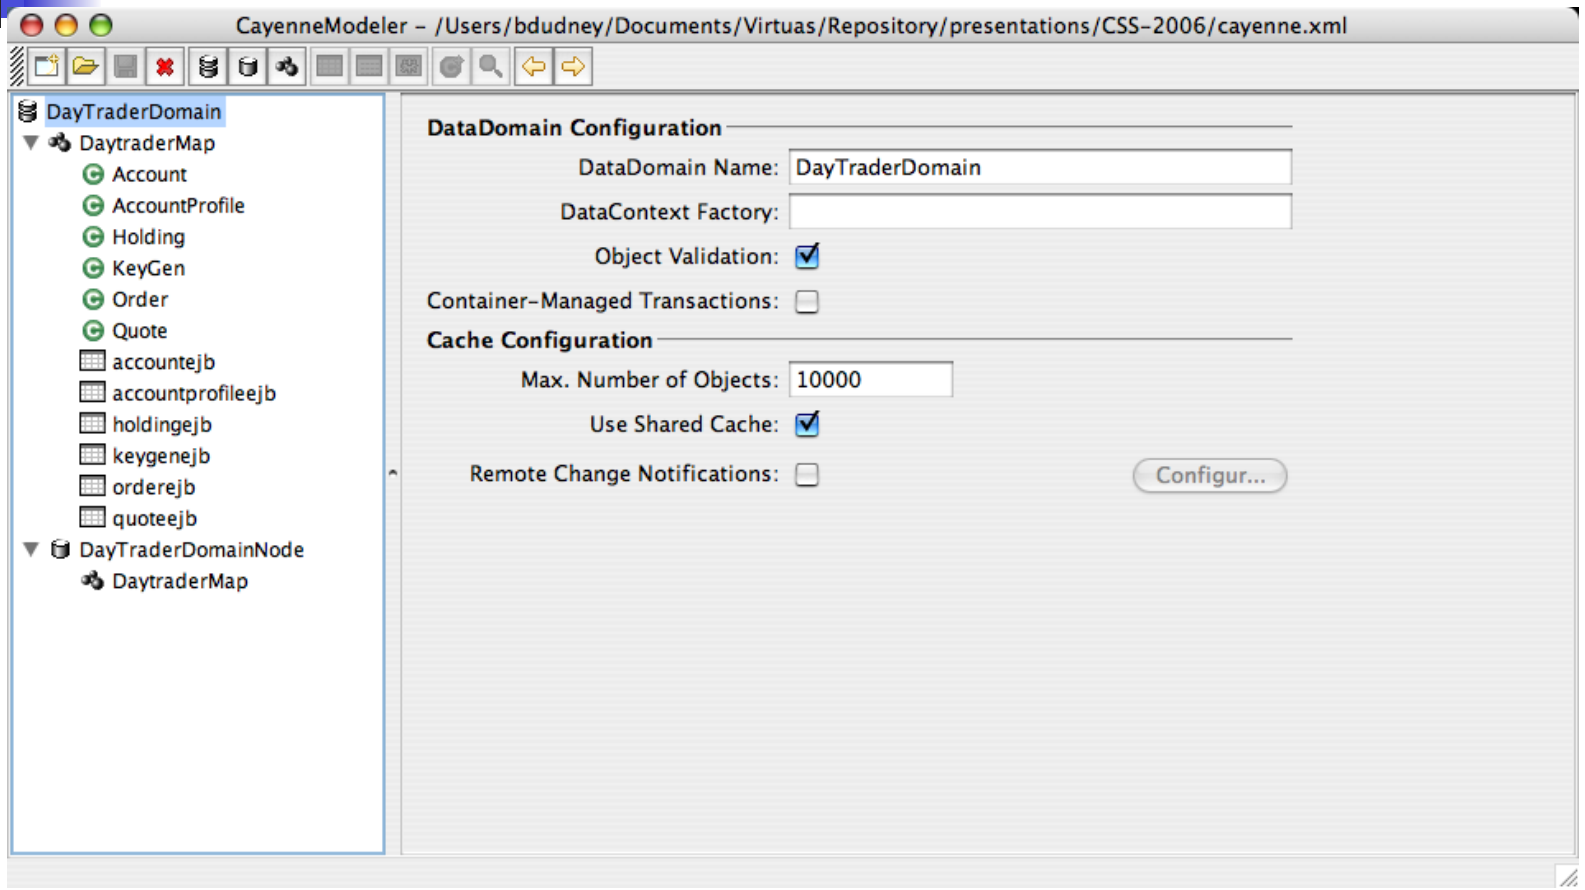 CayenneModeler – /Users/bdudney/Documents/Virtuas/Repository/presentations/CSS-2006/cayenne.xml
DayTraderDomain
DaytraderMap
Account
AccountProfile
Holding
KeyGen
Order
Quote
accountejb
accountprofileejb
holdingejb
keygenejb
orderejb
quoteejb
DayTraderDomainNode
DaytraderMap
DataDomain Configuration
DataDomain Name: DayTraderDomain
DataContext Factory:
Object Validation:
Container-Managed Transactions:
Cache Configuration
Max. Number of Objects: 10000
Use Shared Cache:
Remote Change Notifications: Configur...